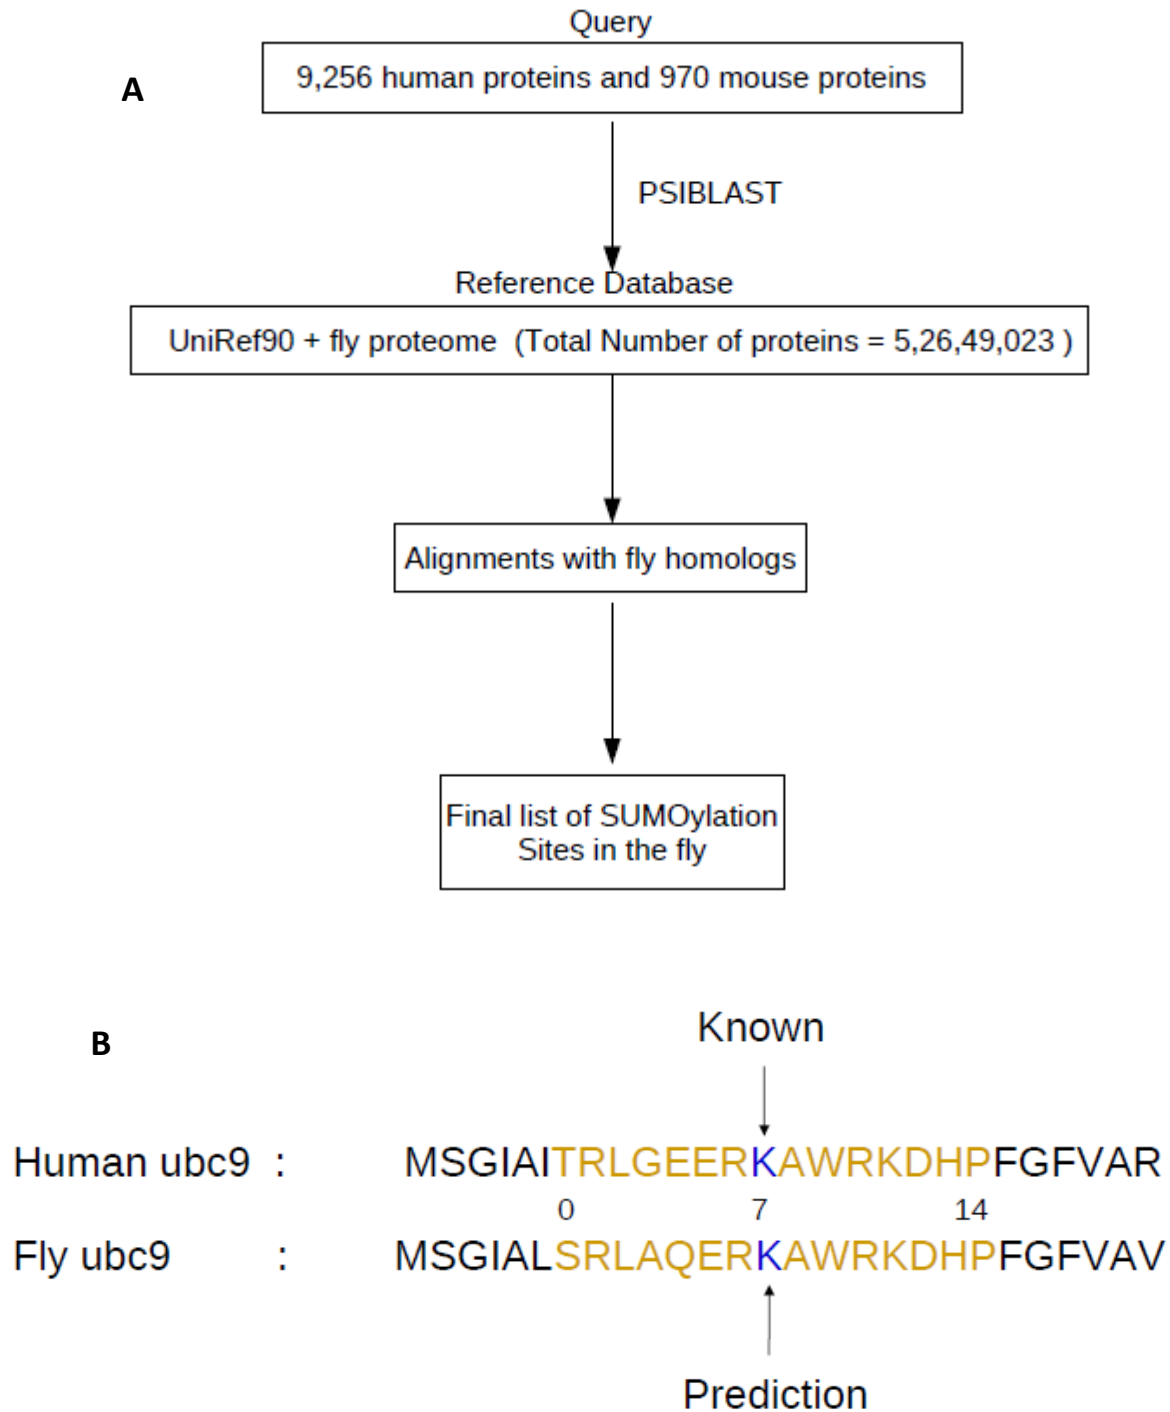 Query
A
9,256 human proteins and 970 mouse proteins
PSIBLAST
Reference Database
UniRef90 + fly proteome (Total Number of proteins = 5,26,49,023 )
Alignments with fly homologs
Final list of SUMOylation
Sites in the fly
B
Known
Human ubc9 : MSGIAITRLGEERKAWRKDHPFGFVAR
0 7 14
Fly ubc9 : MSGIALSRLAQERKAWRKDHPFGFVAV
Prediction